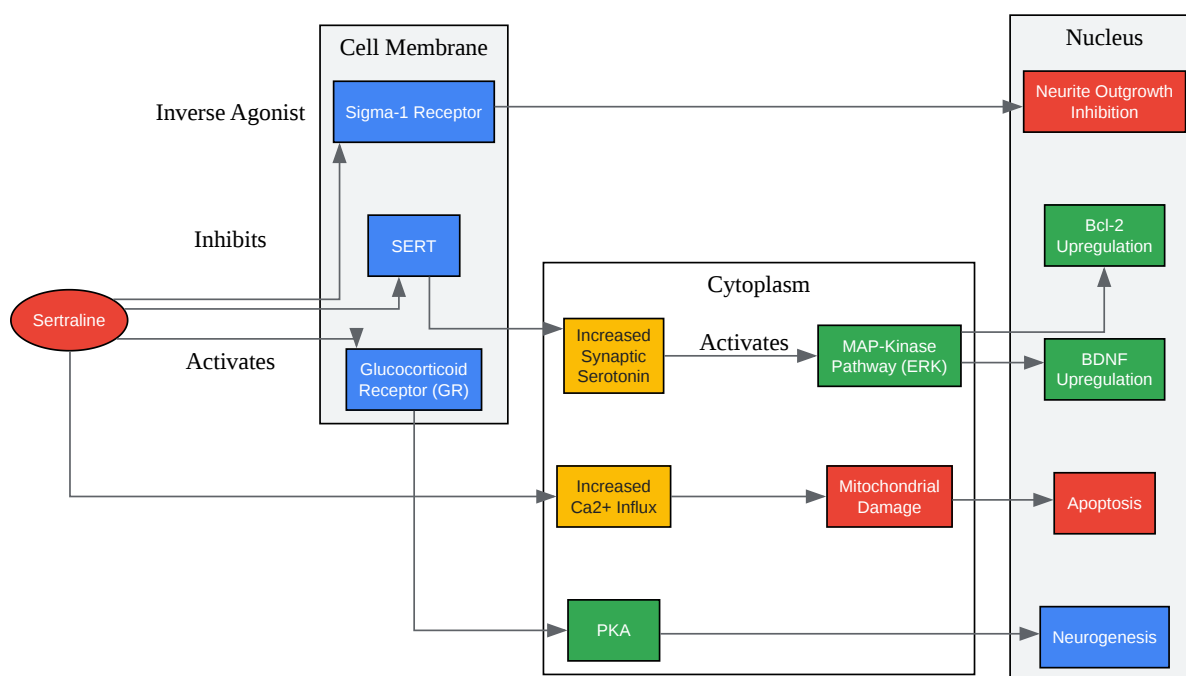 Cell Membrane
Nucleus
Inverse Agonist
Sigma-1 Receptor
Neurite Outgrowth
Inhibition
Inhibits
SERT
Bcl-2
Upregulation
Cytoplasm
Sertraline
Activates
Glucocorticoid
Receptor (GR)
Increased
Synaptic
Serotonin
Activates
MAP-Kinase
Pathway (ERK)
BDNF
Upregulation
Increased
Ca2+ Influx
Mitochondrial
Damage
Apoptosis
PKA
Neurogenesis